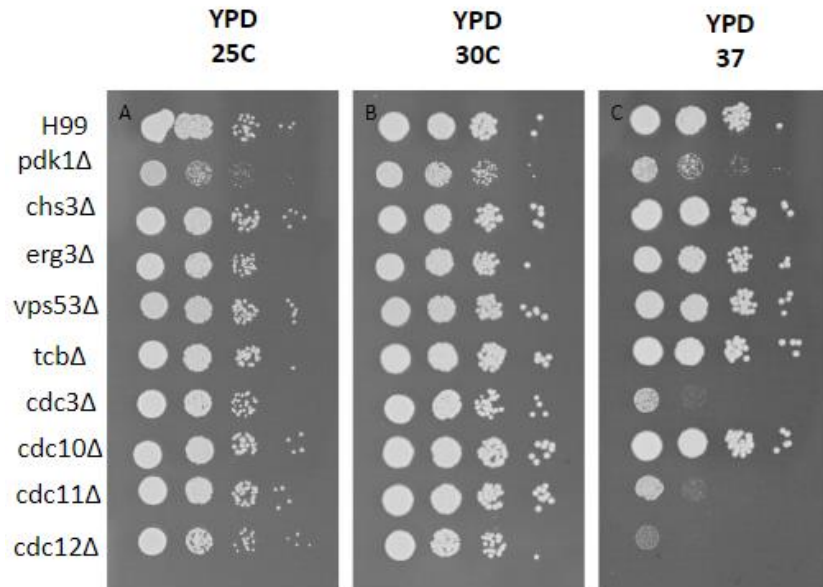 YPD
25C
YPD
30C
YPD
37
A
B
C
H99
pdk1Δ
chs3Δ
erg3Δ
vps53Δ
tcbΔ
cdc3Δ
cdc10Δ
cdc11Δ
cdc12Δ